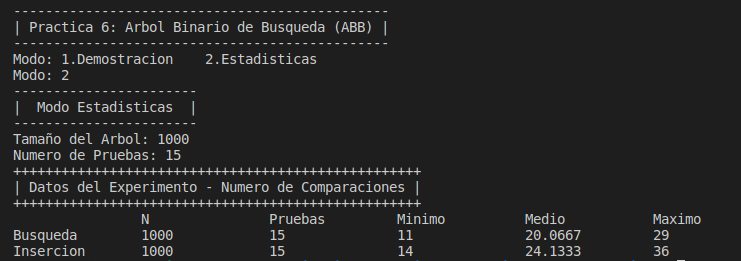 -----------------------------------------------
| Practica 6: Arbol Binario de Busqueda (ABB) |
-----------------------------------------------
Modo: 1.Demostracion    2.Estadisticas
Modo: 2
-----------------------
|  Modo Estadisticas  |
-----------------------
Tamaño del Arbol: 1000
Numero de Pruebas: 15
+++++++++++++++++++++++++++++++++++++++++++++++++++
| Datos del Experimento - Numero de Comparaciones |
+++++++++++++++++++++++++++++++++++++++++++++++++++
                N               Pruebas         Minimo          Medio           Maximo
Busqueda        1000            15              11              20.0667         29
Insercion       1000            15              14              24.1333         36